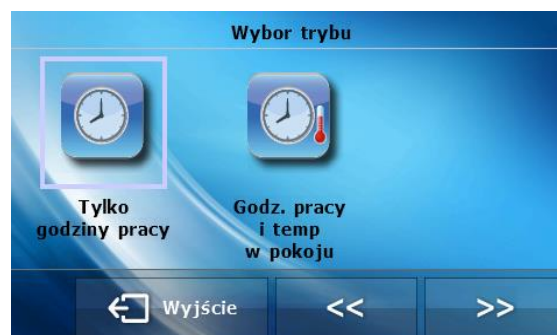 Wybor trybu
Tylko
godziny pracy
Godz. pracy
i temp
w pokoju
Wyjście
<<
>>